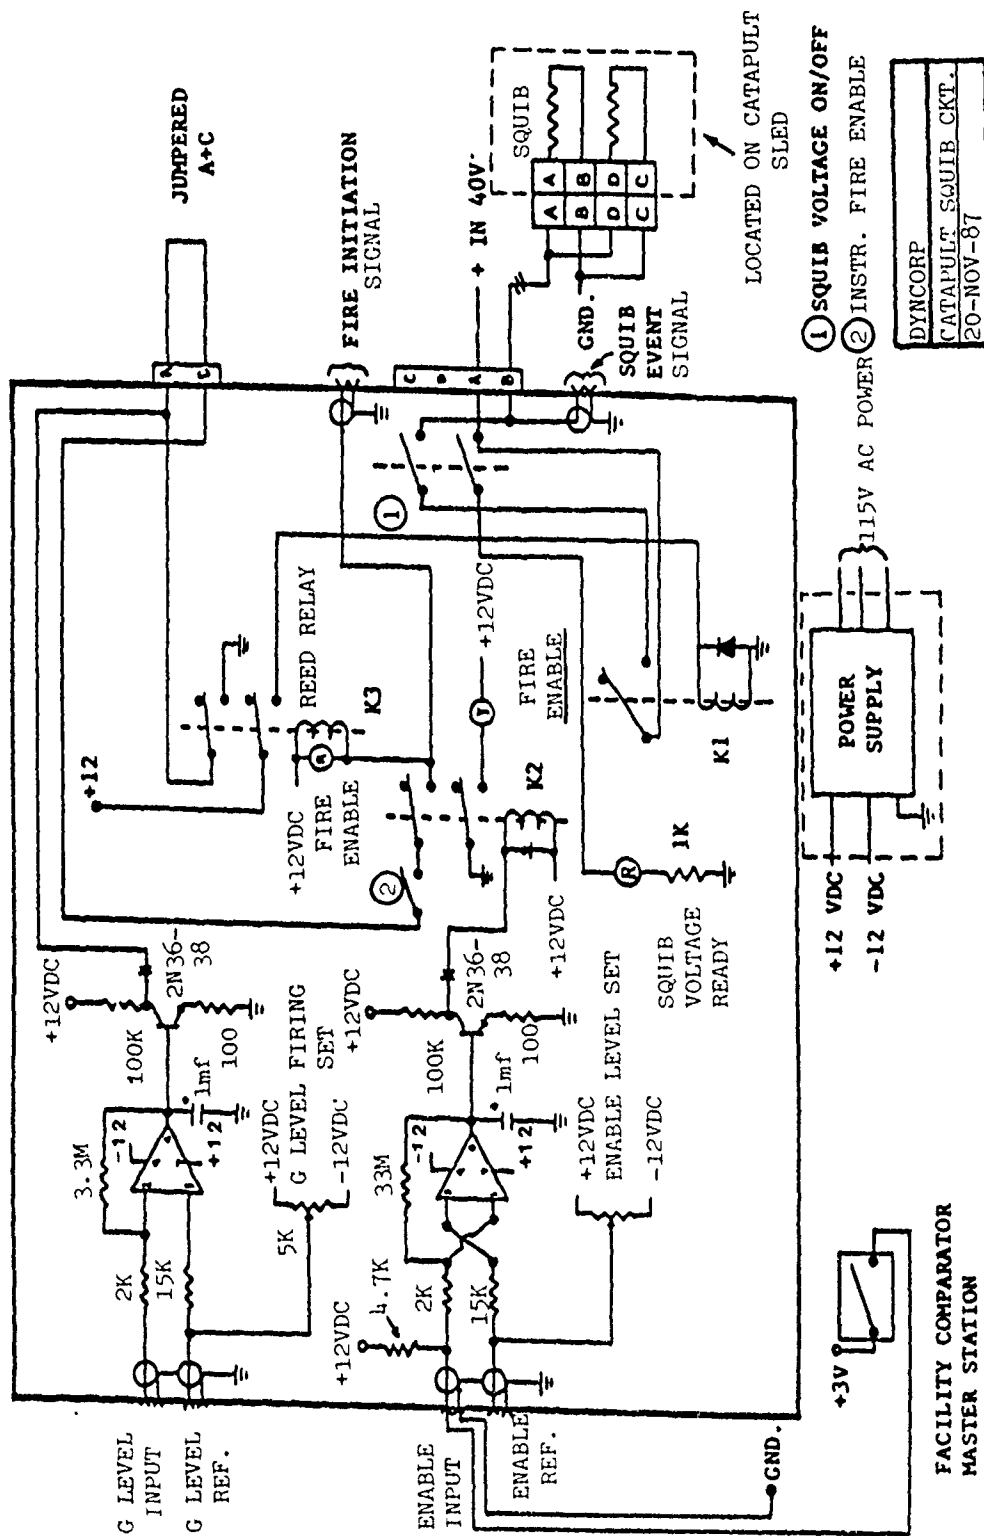 G LEVEL
INPUT
G LEVEL
REF.
ENABLE
INPUT
ENABLE
REF.
2K
15K
3.3M
-12
+12
1mf
+12VDC
100K
2N36-
38
100
5K
+12VDC
G LEVEL FIRING
SET
-12VDC
+12VDC
4.7K
2K
15K
33M
-12
+12
1mf
+12VDC
100K
2N36-
38
100
+12VDC
ENABLE LEVEL SET
-12VDC
+12
+12VDC
FIRE
ENABLE
R
REED RELAY
K3
2
K2
+12VDC
Y
+12VDC
FIRE
ENABLE
K1
1
R
1K
SQUIB
VOLTAGE
READY
A
C
JUMPERED
A+C
FIRE INITIATION
SIGNAL
C
D
A
B
+ IN 40V
GND.
SQUIB
EVENT
SIGNAL
SQUIB
A A
B B
D D
C C
LOCATED ON CATAPULT
SLED
1 SQUIB VOLTAGE ON/OFF
2 INSTR. FIRE ENABLE
115V AC POWER
POWER
SUPPLY
+12 VDC
-12 VDC
GND.
+3V
FACILITY COMPARATOR
MASTER STATION
DYNCORP
CATAPULT SQUIB CKT.
20-NOV-87